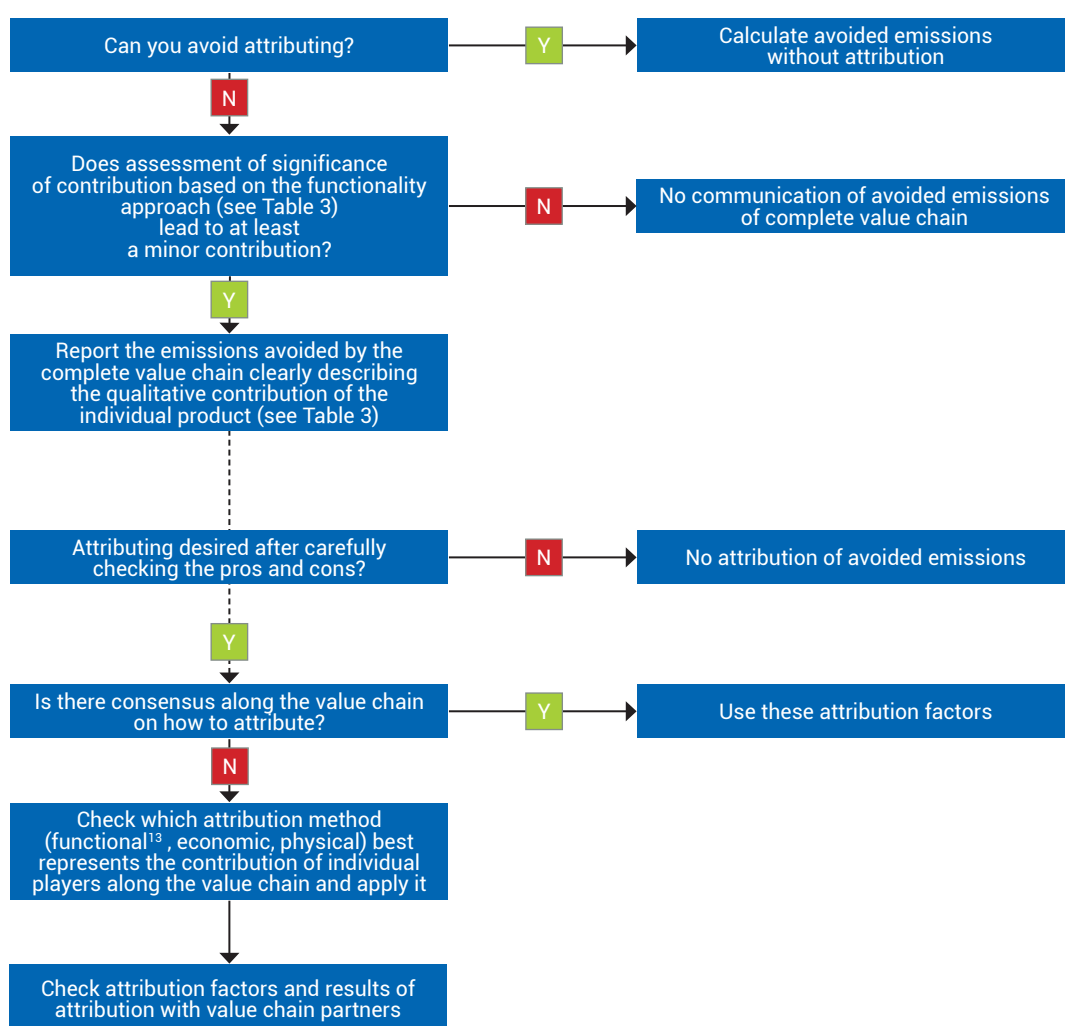 Can you avoid attributing?
Y
Calculate avoided emissions
without attribution
N
Does assessment of significance
of contribution based on the functionality
approach (see Table 3)
lead to at least
a minor contribution?
N
No communication of avoided emissions
of complete value chain
Y
Report the emissions avoided by the
complete value chain clearly describing
the qualitative contribution of the
individual product (see Table 3)
Attributing desired after carefully
checking the pros and cons?
N
No attribution of avoided emissions
Y
Is there consensus along the value chain
on how to attribute?
Y
Use these attribution factors
N
Check which attribution method
(functional¹³ , economic, physical) best
represents the contribution of individual
players along the value chain and apply it
Check attribution factors and results of
attribution with value chain partners